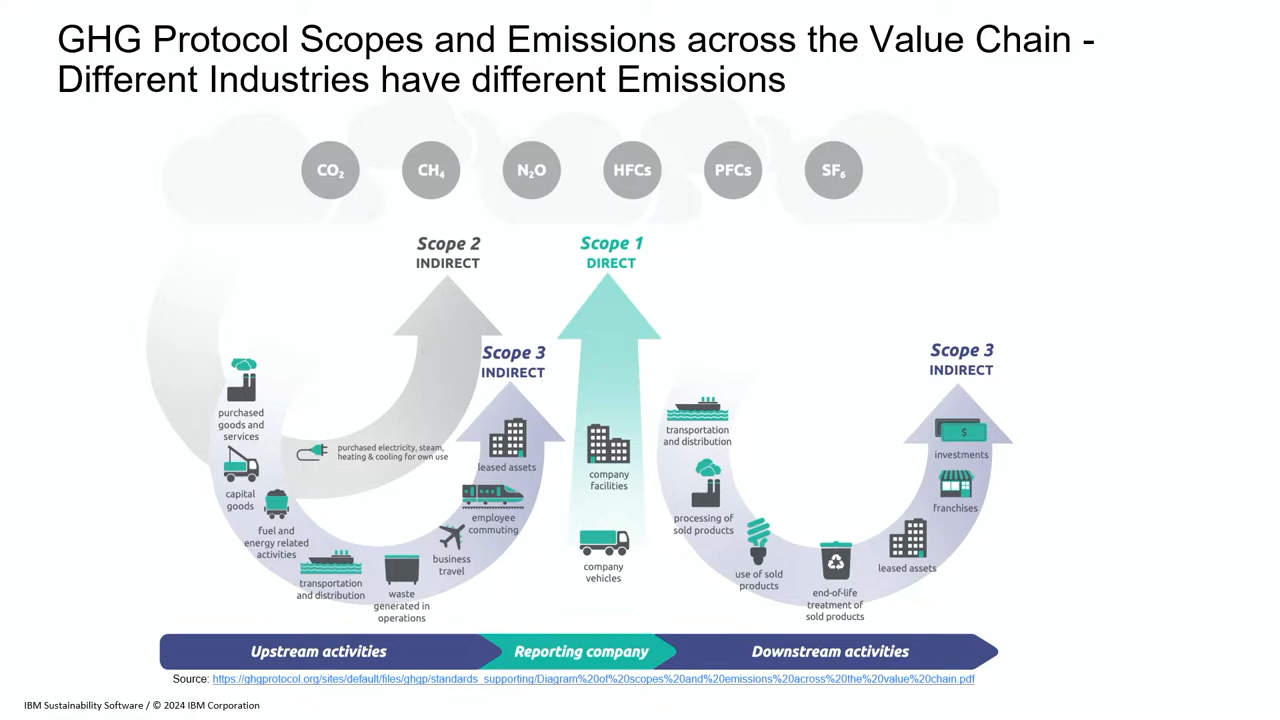 GHG Protocol Scopes and Emissions across the Value Chain -
Different Industries have different Emissions
CO₂
CH₄
N₂O
HFCs
PFCs
SF₆
Scope 2
INDIRECT
Scope 1
DIRECT
Scope 3
INDIRECT
Scope 3
INDIRECT
purchased
goods and
services
capital
goods
fuel and
energy related
activities
transportation
and distribution
waste
generated in
operations
business
travel
employee
commuting
leased assets
purchased electricity, steam,
heating & cooling for own use
company
facilities
company
vehicles
transportation
and distribution
processing of
sold products
use of sold
products
end-of-life
treatment of
sold products
leased assets
franchises
investments
$
Upstream activities
Reporting company
Downstream activities
Source: https://ghgprotocol.org/sites/default/files/ghgp/standards_supporting/Diagram%20of%20scopes%20and%20emissions%20across%20the%20value%20chain.pdf
IBM Sustainability Software / © 2024 IBM Corporation